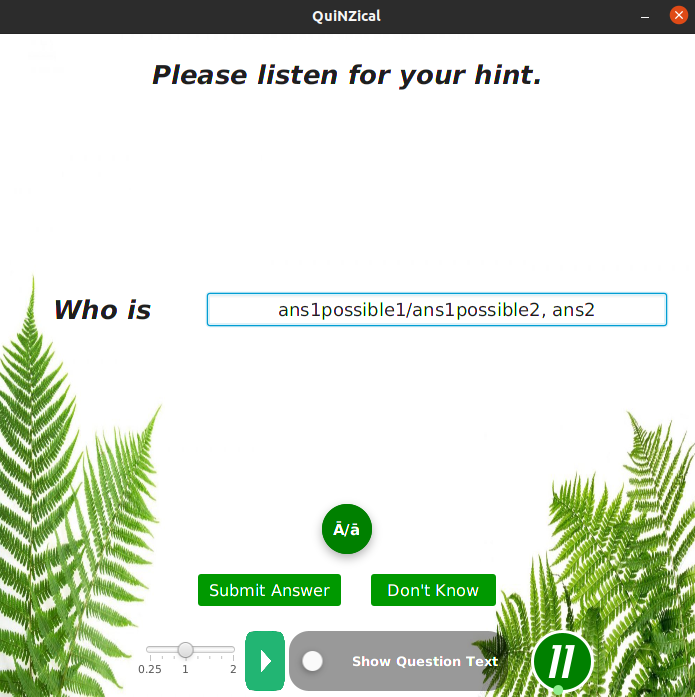 QuiNZical
Please listen for your hint.
Who is
ans1possible1/ans1possible2, ans2
Ā/ā
Submit Answer
Don't Know
0.25
1
2
Show Question Text
11